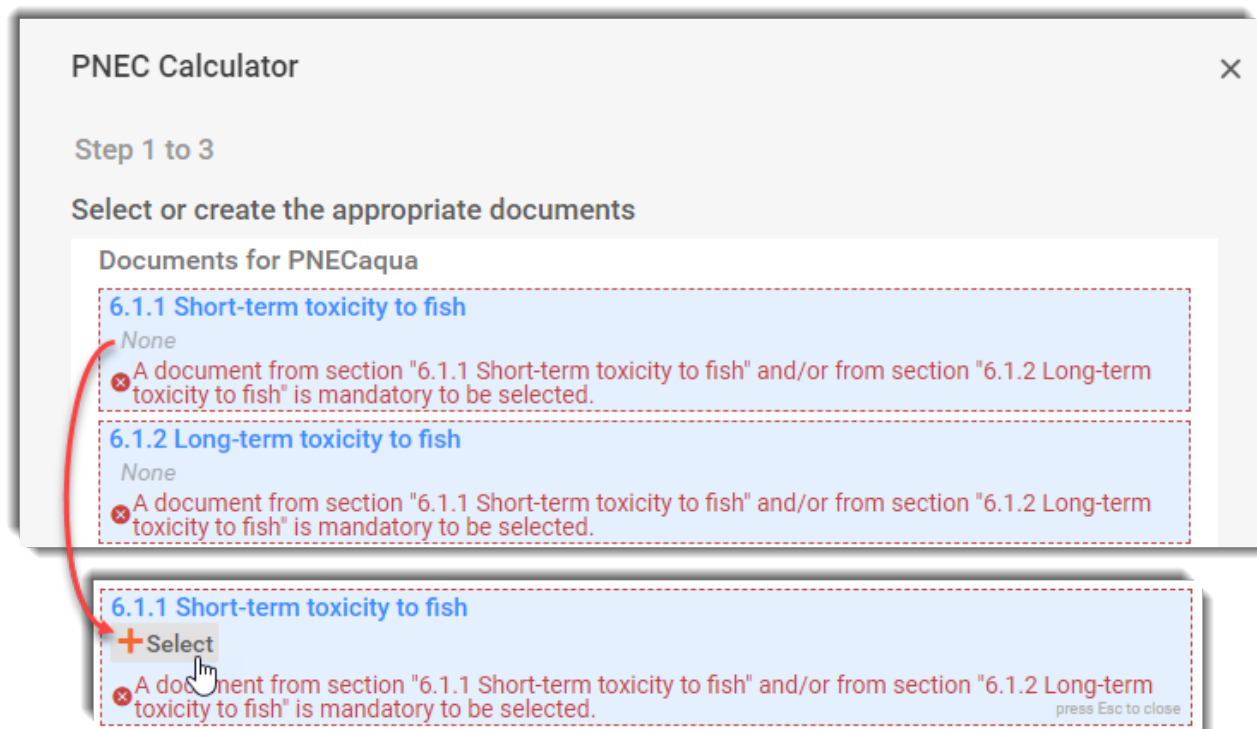 PNEC Calculator
Step 1 to 3
Select or create the appropriate documents
Documents for PNECaqua
6.1.1 Short-term toxicity to fish
None
A document from section "6.1.1 Short-term toxicity to fish" and/or from section "6.1.2 Long-term
toxicity to fish" is mandatory to be selected.
6.1.2 Long-term toxicity to fish
None
A document from section "6.1.1 Short-term toxicity to fish" and/or from section "6.1.2 Long-term
toxicity to fish" is mandatory to be selected.
6.1.1 Short-term toxicity to fish
Select
A document from section "6.1.1 Short-term toxicity to fish" and/or from section "6.1.2 Long-term
toxicity to fish" is mandatory to be selected.
press Esc to close